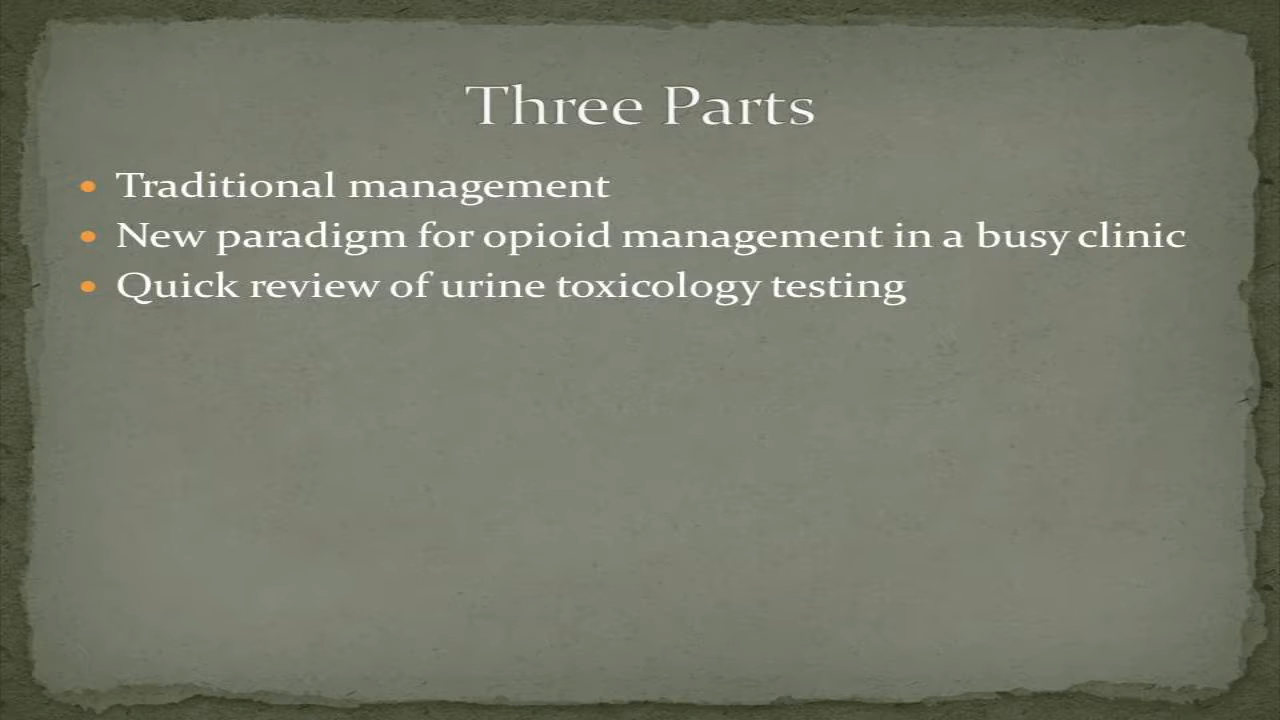 Three Parts
Traditional management
New paradigm for opioid management in a busy clinic
Quick review of urine toxicology testing